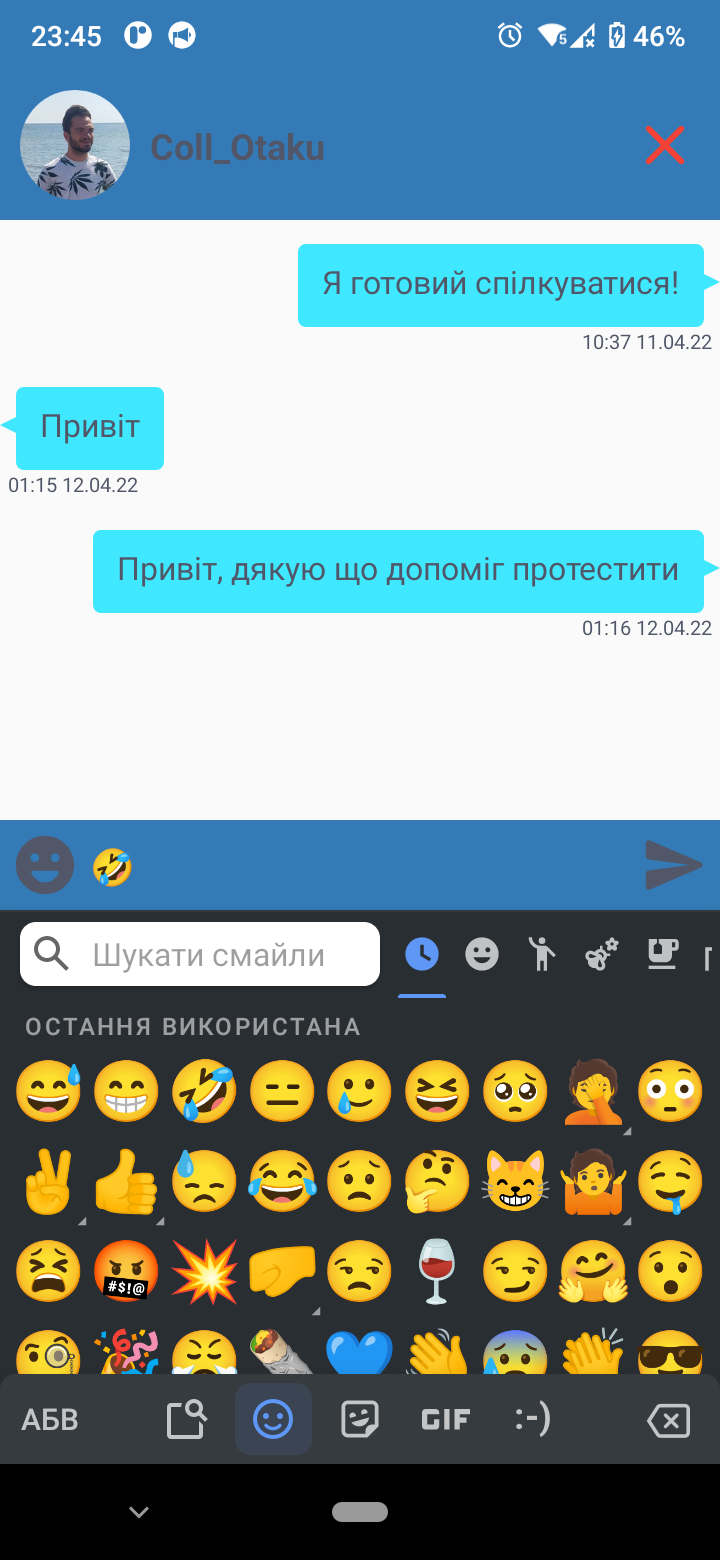 23:45
5
46%
Coll_Otaku
Я готовий спілкуватися!
10:37 11.04.22
Привіт
01:15 12.04.22
Привіт, дякую що допоміг протестити
01:16 12.04.22
Шукати смайли
ОСТАННЯ ВИКОРИСТАНА
#$!@
АБВ
GIF
:-)